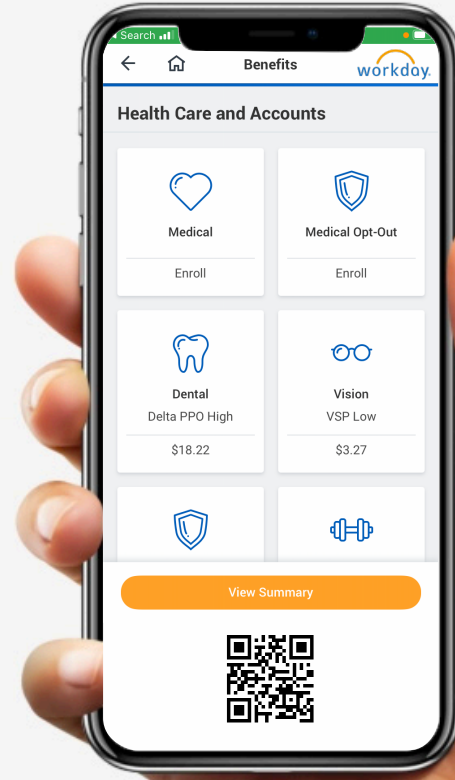 Search
Benefits
workday.
Health Care and Accounts
Medical
Enroll
Medical Opt-Out
Enroll
Dental
Delta PPO High
$18.22
Vision
VSP Low
$3.27
View Summary